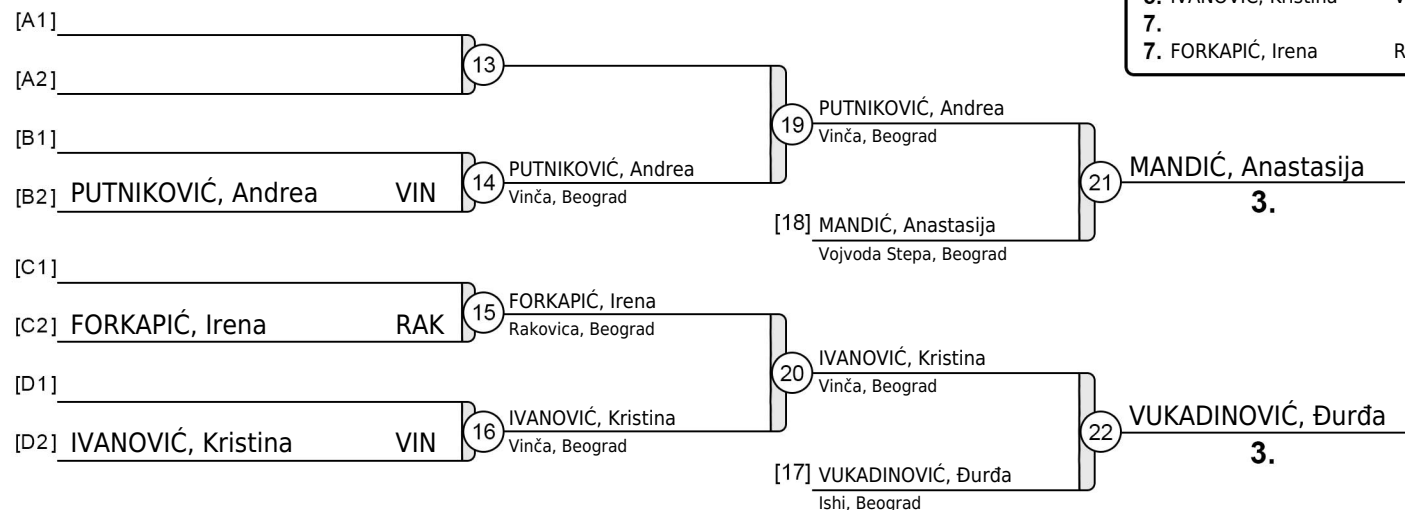 IVANOVIĆ, Kristina
7.
7. FORKAPIĆ, Irena R
[A1]
13
[A2]
19 PUTNIKOVIĆ, Andrea
Vinča, Beograd
[B1]
14 PUTNIKOVIĆ, Andrea
Vinča, Beograd
[B2] PUTNIKOVIĆ, Andrea VIN
21 MANDIĆ, Anastasija
3.
[18] MANDIĆ, Anastasija
Vojvoda Stepa, Beograd
[C1]
15 FORKAPIĆ, Irena
Rakovica, Beograd
[C2] FORKAPIĆ, Irena RAK
20 IVANOVIĆ, Kristina
Vinča, Beograd
[D1]
16 IVANOVIĆ, Kristina
Vinča, Beograd
[D2] IVANOVIĆ, Kristina VIN
22 VUKADINOVIĆ, Đurđa
3.
[17] VUKADINOVIĆ, Đurđa
Ishi, Beograd